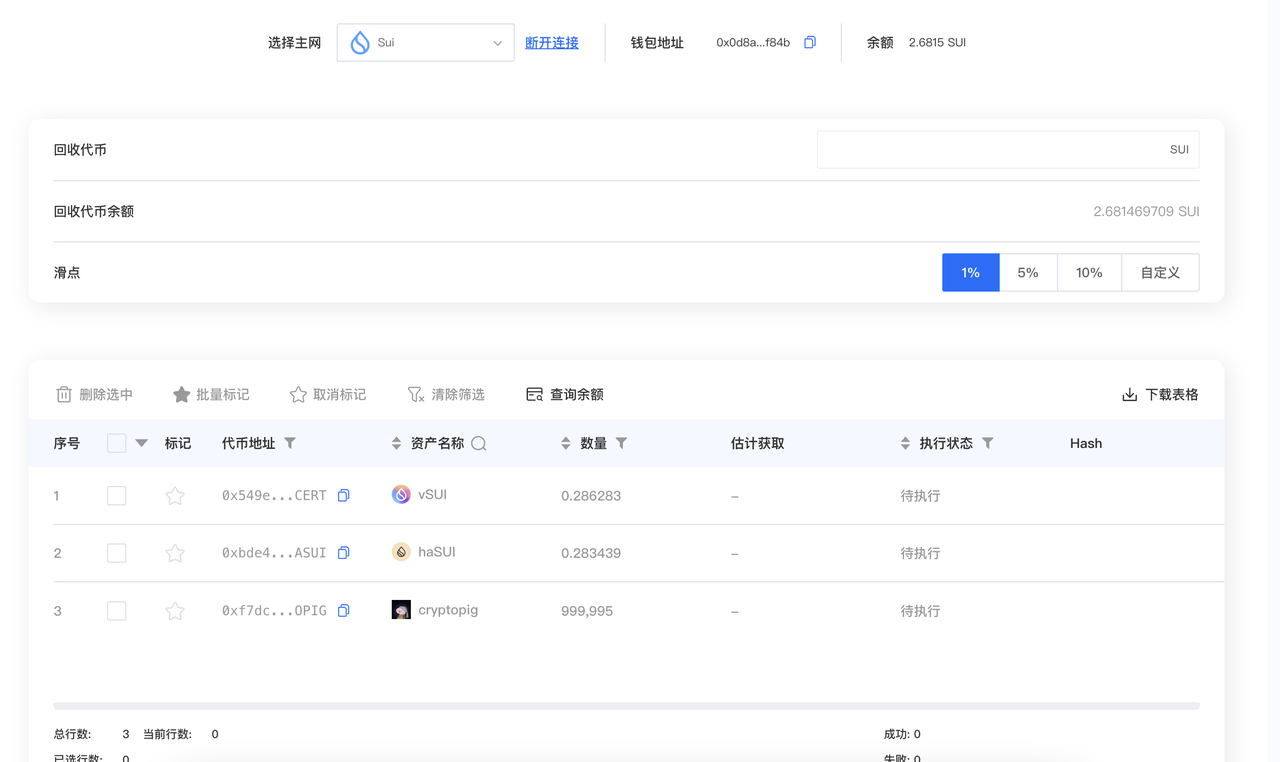 选择主网 Sui 断开连接 钱包地址 0x0d8a...f84b 余额 2.6815 SUI
回收代币 SUI
回收代币余额 2.681469709 SUI
滑点 1% 5% 10% 自定义
删除选中 批量标记 取消标记 清除筛选 查询余额 下载表格
序号 标记 代币地址 资产名称 数量 估计获取 执行状态 Hash
1 0x549e...CERT vSUI 0.286283 – 待执行
2 0xbde4...ASUI haSUI 0.283439 – 待执行
3 0xf7dc...OPIG cryptopig 999,995 – 待执行
总行数: 3 当前行数: 0 成功: 0
已选行数: 0 失败: 0